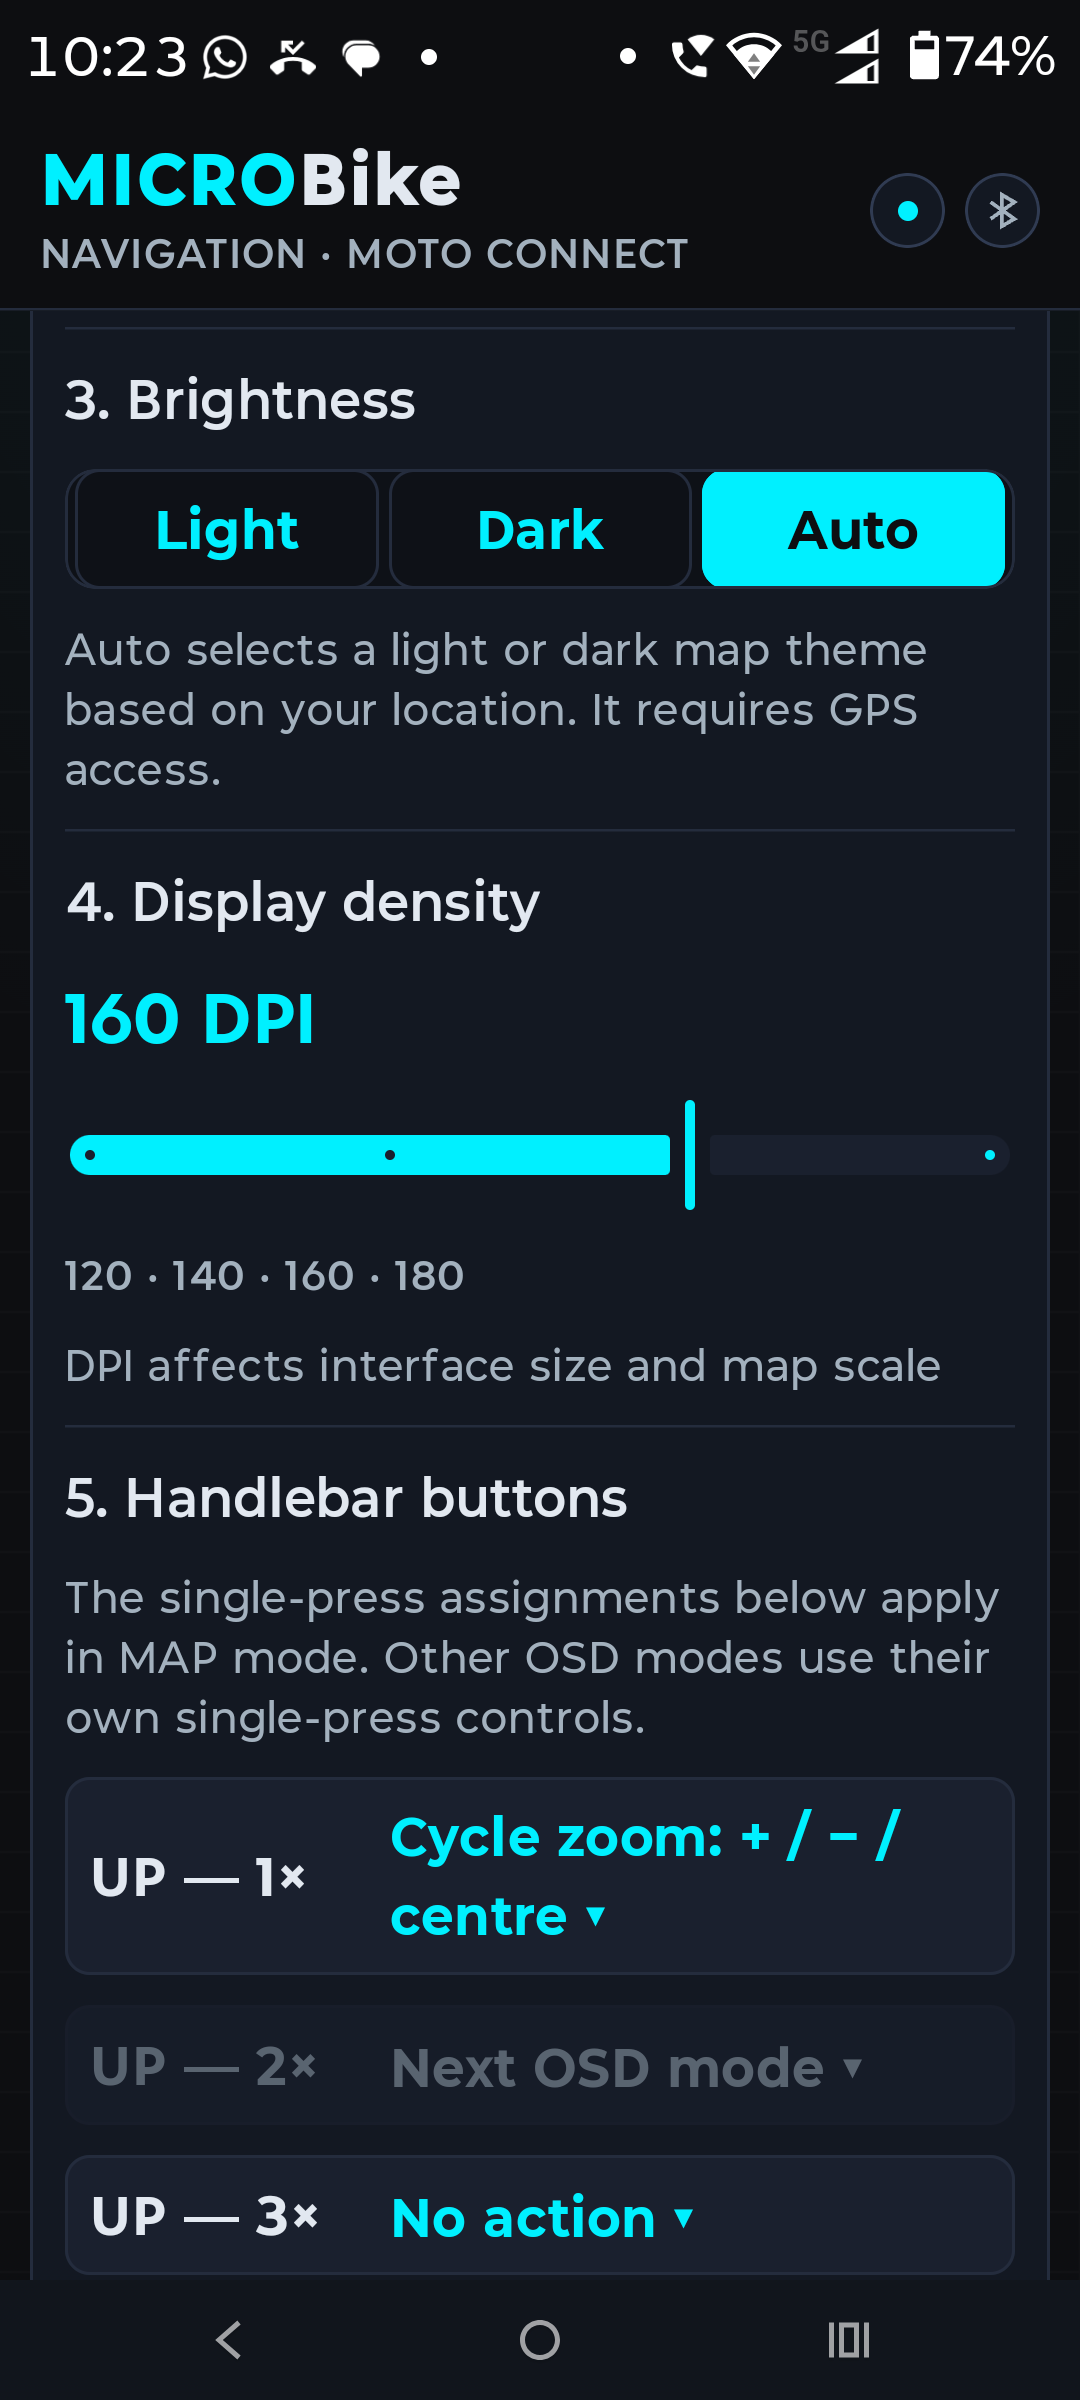 10:23 5G 74%
MICROBike
NAVIGATION · MOTO CONNECT
3. Brightness
Light Dark Auto
Auto selects a light or dark map theme
based on your location. It requires GPS
access.
4. Display density
160 DPI
120 · 140 · 160 · 180
DPI affects interface size and map scale
5. Handlebar buttons
The single-press assignments below apply
in MAP mode. Other OSD modes use their
own single-press controls.
UP — 1× Cycle zoom: + / − /
centre ▾
UP — 2× Next OSD mode ▾
UP — 3× No action ▾